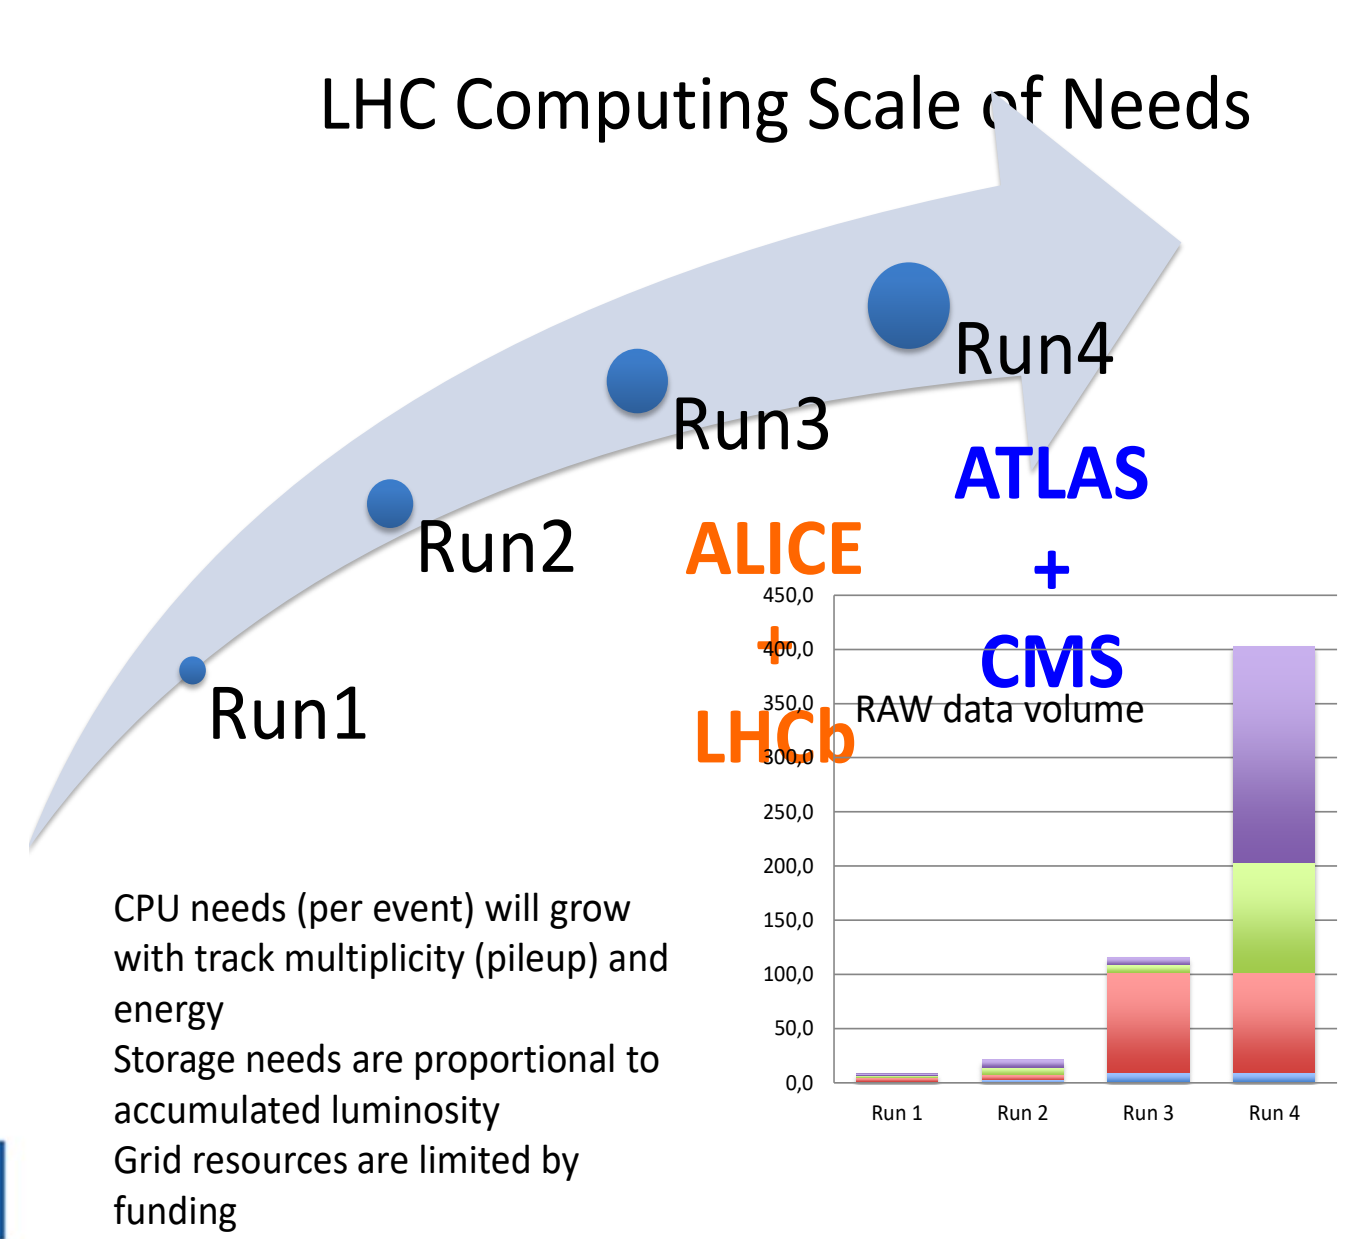 LHC Computing Scale of Needs
Run4
Run3
Run2
Run1
ALICE
+
LHCb
ATLAS
+
CMS
RAW data volume
450,0
400,0
350,0
300,0
250,0
200,0
150,0
100,0
50,0
0,0
Run 1
Run 2
Run 3
Run 4
CPU needs (per event) will grow
with track multiplicity (pileup) and
energy
Storage needs are proportional to
accumulated luminosity
Grid resources are limited by
funding